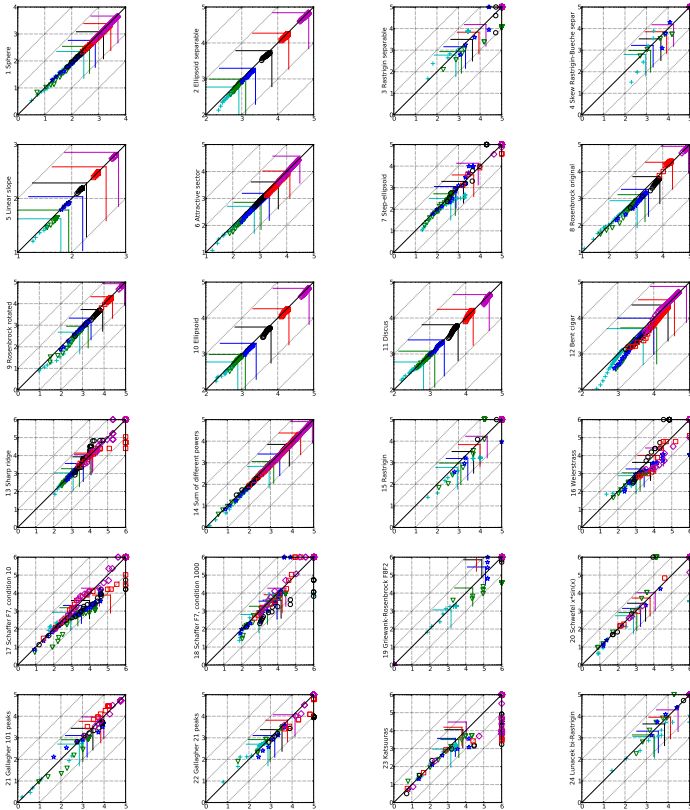 1 Sphere
2 Ellipsoid separable
3 Rastrigin separable
4 Skew Rastrigin-Bueche separ
5 Linear slope
6 Attractive sector
7 Step-ellipsoid
8 Rosenbrock original
9 Rosenbrock rotated
10 Ellipsoid
11 Discus
12 Bent cigar
13 Sharp ridge
14 Sum of different powers
15 Rastrigin
16 Weierstrass
17 Schaffer F7, condition 10
18 Schaffer F7, condition 1000
19 Griewank-Rosenbrock F8F2
20 Schwefel x*sin(x)
21 Gallagher 101 peaks
22 Gallagher 21 peaks
23 Katsuuras
24 Lunacek bi-Rastrigin